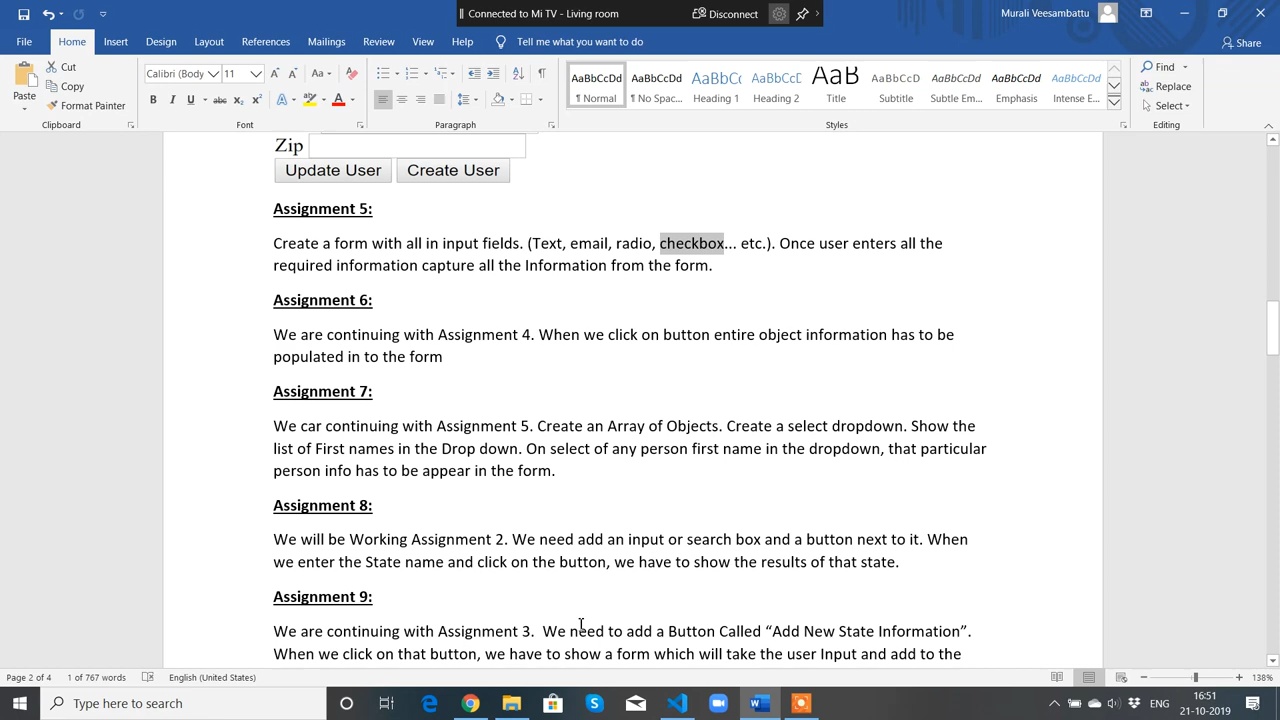 Connected to Mi TV - Living room
Disconnect
Murali Veesambattu
File Home Insert Design Layout References Mailings Review View Help Tell me what you want to do Share
Paste
Cut
Copy
Format Painter
Calibri (Body 11
AaBbCcDd AaBbCcDd AaBbCc AaBbCcE AaB AaBbCcD AaBbCcDd AaBbCcDd AaBbCcDd
¶ Normal ¶ No Spac... Heading 1 Heading 2 Title Subtitle Subtle Em... Emphasis Intense E...
Find
Replace
Select
Clipboard Font Paragraph Styles Editing
Zip
Update User Create User
Assignment 5:
Create a form with all in input fields. (Text, email, radio, checkbox... etc.). Once user enters all the
required information capture all the Information from the form.
Assignment 6:
We are continuing with Assignment 4. When we click on button entire object information has to be
populated in to the form
Assignment 7:
We car continuing with Assignment 5. Create an Array of Objects. Create a select dropdown. Show the
list of First names in the Drop down. On select of any person first name in the dropdown, that particular
person info has to be appear in the form.
Assignment 8:
We will be Working Assignment 2. We need add an input or search box and a button next to it. When
we enter the State name and click on the button, we have to show the results of that state.
Assignment 9:
We are continuing with Assignment 3.  We need to add a Button Called “Add New State Information”.
When we click on that button, we have to show a form which will take the user Input and add to the
Page 2 of 4 1 of 767 words English (United States) 138%
Type here to search
ENG
16:51
21-10-2019